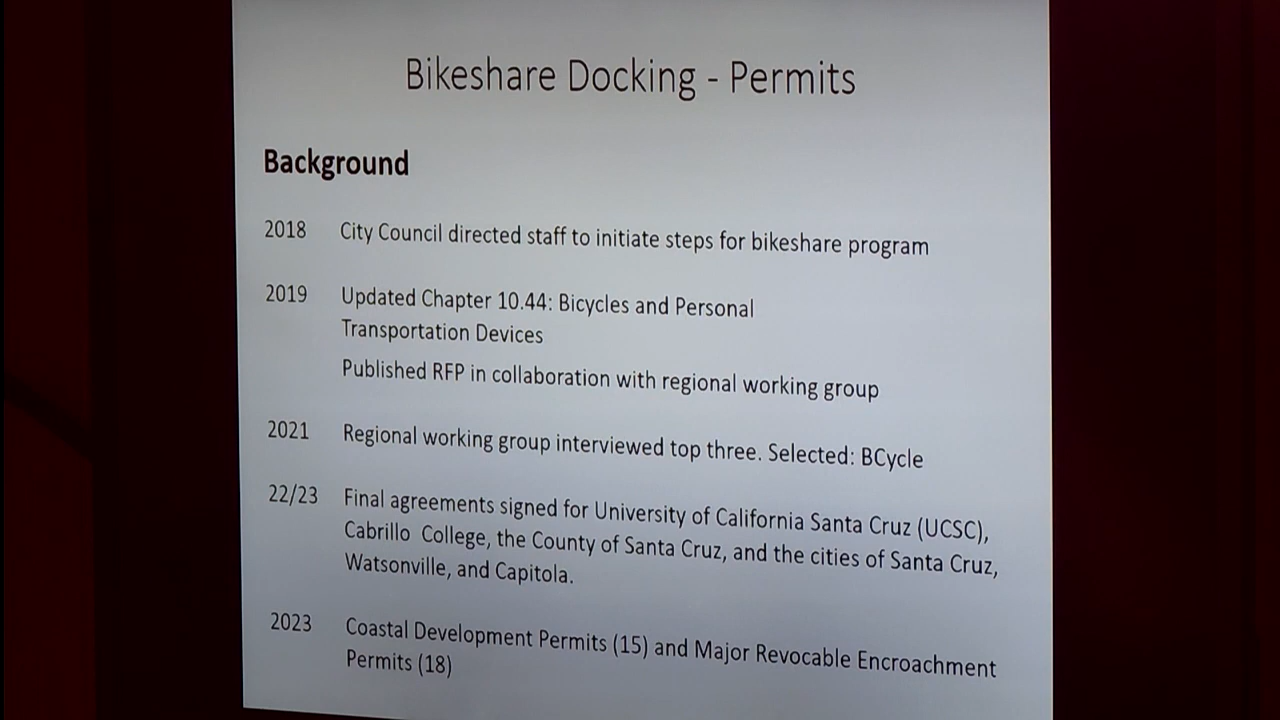 Bikeshare Docking - Permits
Background
2018 City Council directed staff to initiate steps for bikeshare program
2019 Updated Chapter 10.44: Bicycles and Personal
Transportation Devices
Published RFP in collaboration with regional working group
2021 Regional working group interviewed top three. Selected: BCycle
22/23 Final agreements signed for University of California Santa Cruz (UCSC),
Cabrillo College, the County of Santa Cruz, and the cities of Santa Cruz,
Watsonville, and Capitola.
2023 Coastal Development Permits (15) and Major Revocable Encroachment
Permits (18)